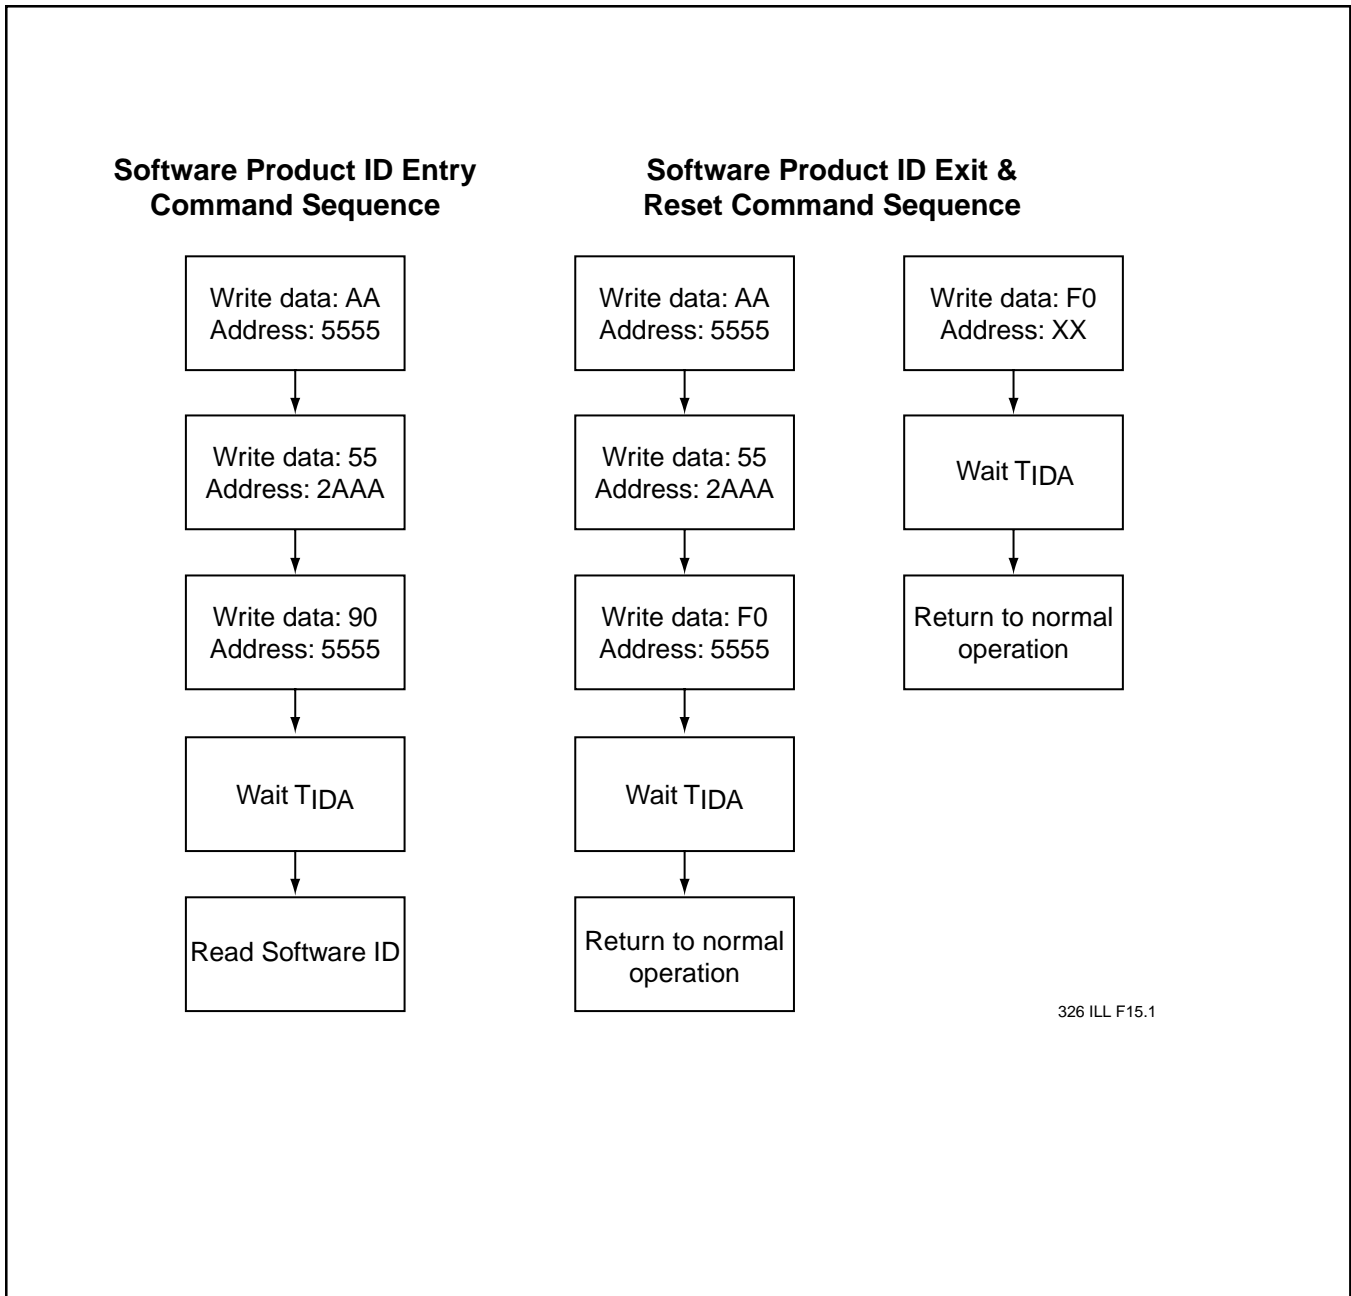 Software Product ID Entry
Command Sequence
Write data: AA
Address: 5555
Write data: 55
Address: 2AAA
Write data: 90
Address: 5555
Wait TIDA
Read Software ID
Software Product ID Exit &
Reset Command Sequence
Write data: AA
Address: 5555
Write data: 55
Address: 2AAA
Write data: F0
Address: 5555
Wait TIDA
Return to normal
operation
Write data: F0
Address: XX
Wait TIDA
Return to normal
operation
326 ILL F15.1